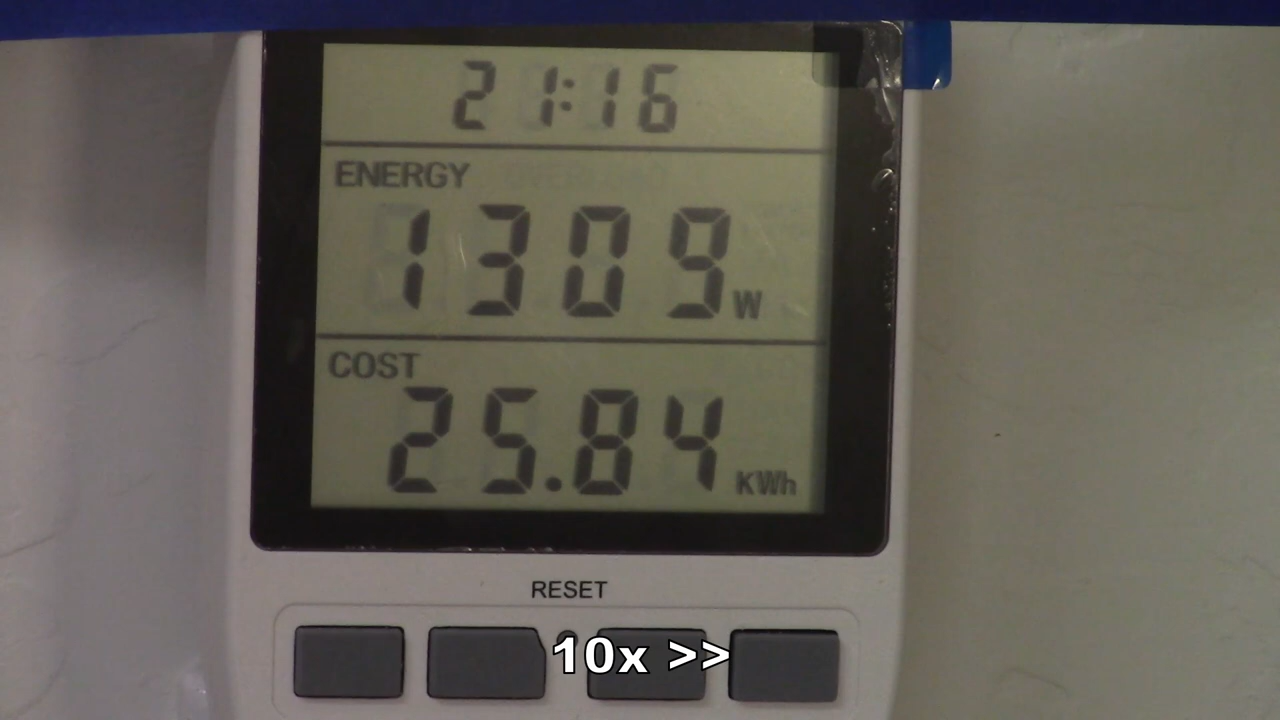 21:16
ENERGY
1309 W
COST
25.84 KWh
RESET
10x >>